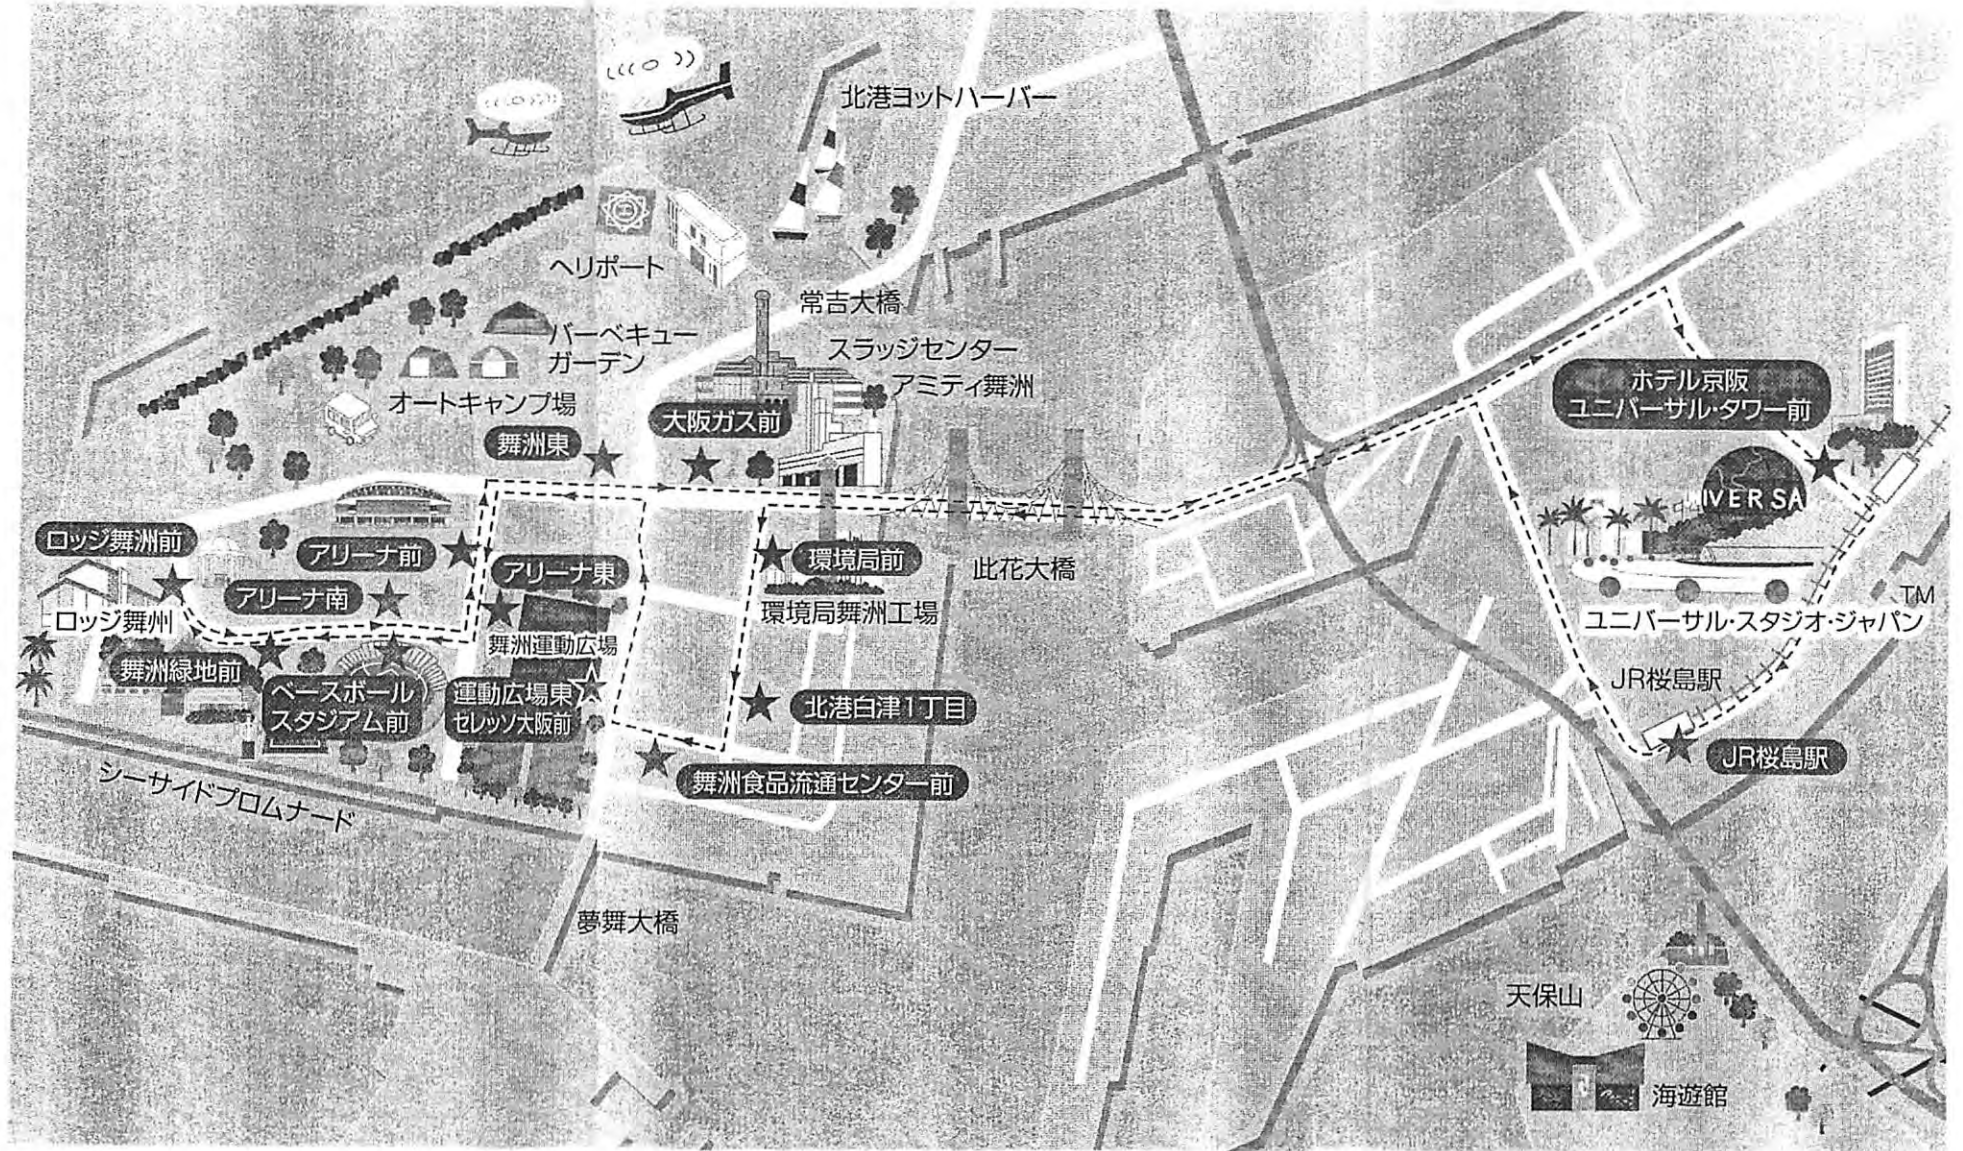 北港ヨットハーバー
ヘリポート
常吉大橋
バーベキュー
ガーデン
スラッジセンター
アミティ舞洲
オートキャンプ場
大阪ガス前
舞洲東
ホテル京阪
ユニバーサル・タワー前
UNIVERSA
ロッジ舞洲前
アリーナ前
アリーナ東
環境局前
此花大橋
アリーナ南
ロッジ舞州
環境局舞洲工場
TM
ユニバーサル・スタジオ・ジャパン
舞洲運動広場
舞洲緑地前
ベースボール
スタジアム前
運動広場東
セレッソ大阪前
北港白津1丁目
JR桜島駅
JR桜島駅
舞洲食品流通センター前
シーサイドプロムナード
夢舞大橋
天保山
海遊館